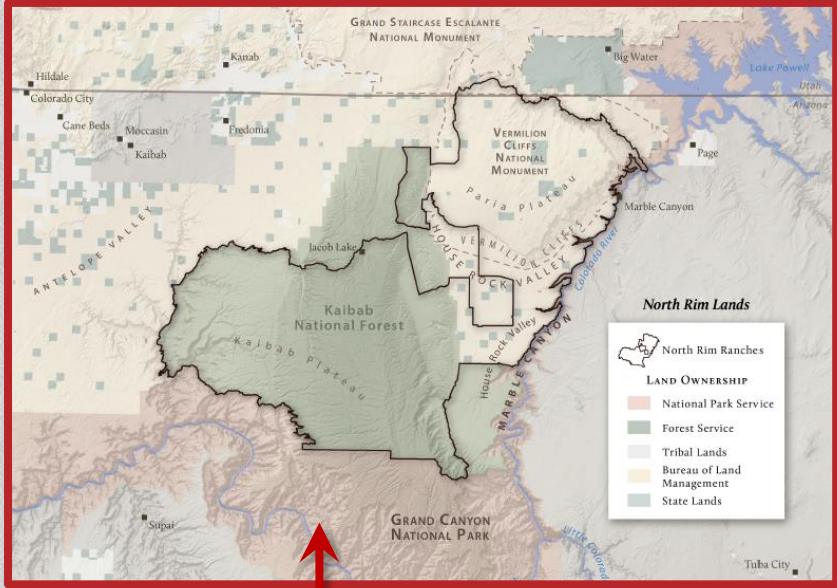 GRAND STAIRCASE ESCALANTE
NATIONAL MONUMENT
Kanab
Big Water
Hildale
Lake Powell
Colorado City
Utah
Arizona
Cane Beds
Moccasin
Fredonia
Kaibab
VERMILION
CLIFFS
NATIONAL
MONUMENT
Page
Paria Plateau
Marble Canyon
ANTELOPE VALLEY
Jacob Lake
VERMILION CLIFFS
HOUSE ROCK VALLEY
Colorado River
Kaibab
National Forest
Kaibab Plateau
House Rock Valley
MARBLE CANYON
North Rim Lands
North Rim Ranches
LAND OWNERSHIP
National Park Service
Forest Service
Tribal Lands
Bureau of Land
Management
State Lands
Supai
GRAND CANYON
NATIONAL PARK
Little Colorado
Tuba City